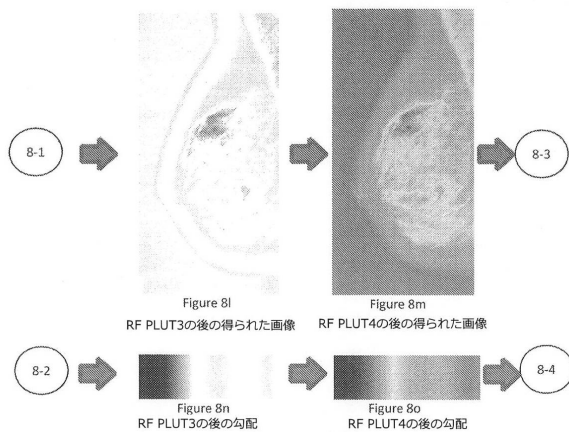 8-1
8-3
Figure 8l
Figure 8m
RF PLUT3の後の得られた画像
RF PLUT4の後の得られた画像
8-2
8-4
Figure 8n
Figure 8o
RF PLUT3の後の勾配
RF PLUT4の後の勾配